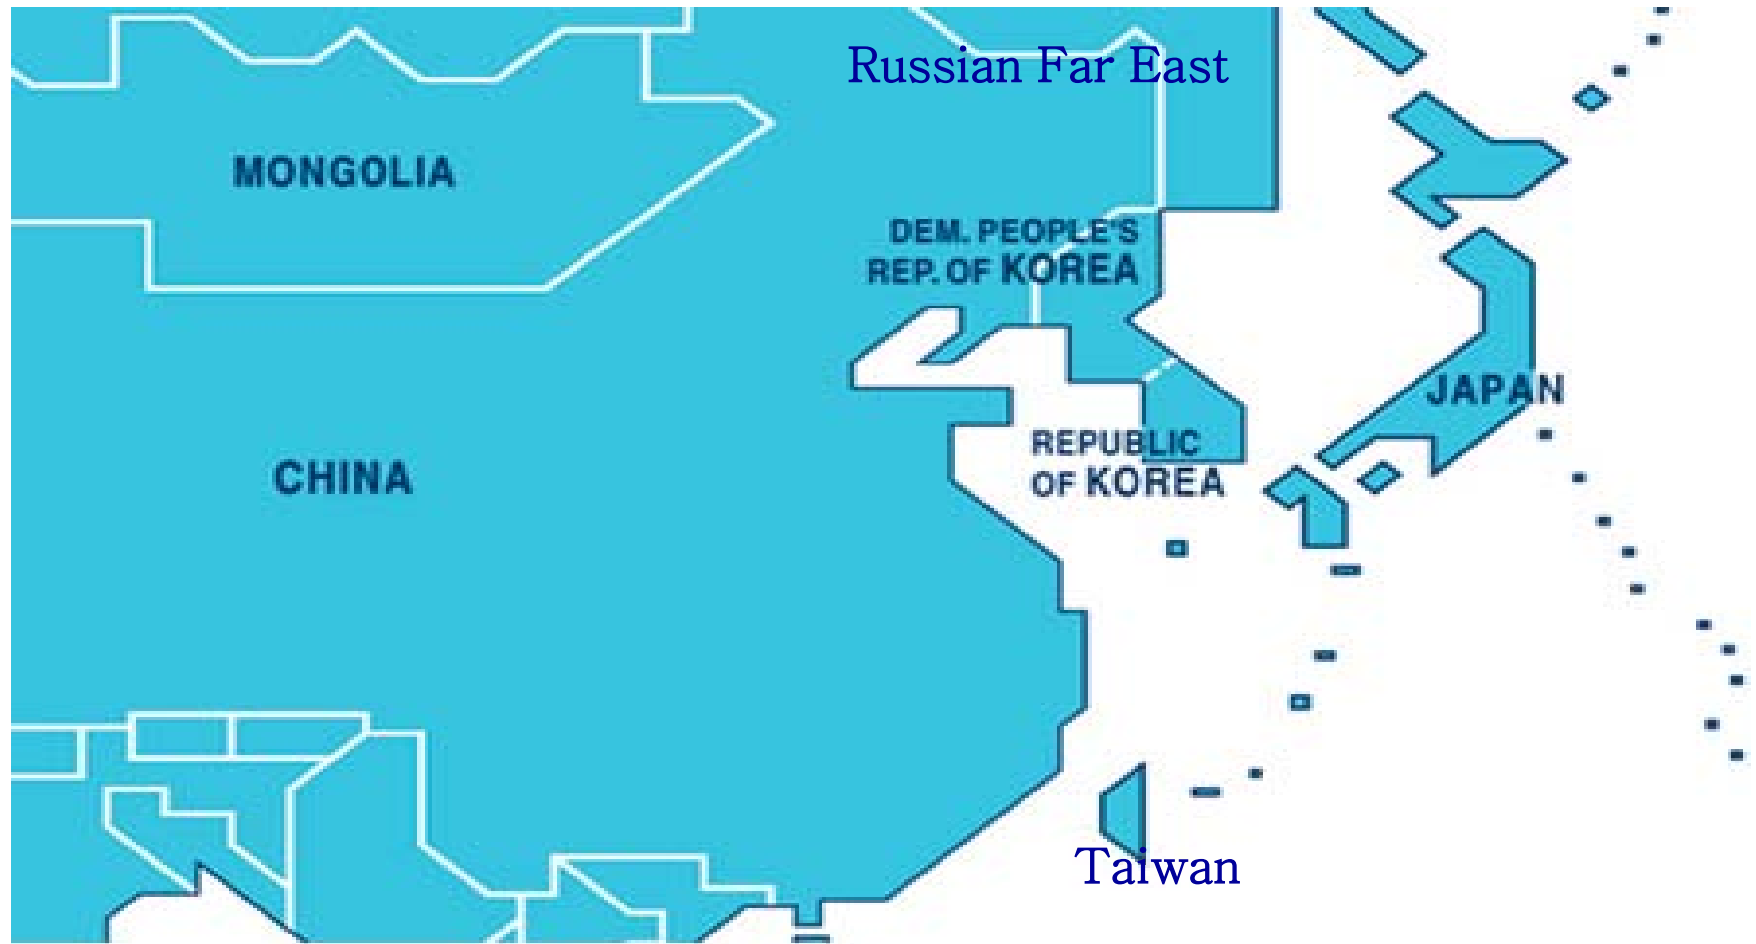 Russian Far East
MONGOLIA
DEM. PEOPLE'S
REP. OF KOREA
JAPAN
REPUBLIC
OF KOREA
CHINA
Taiwan